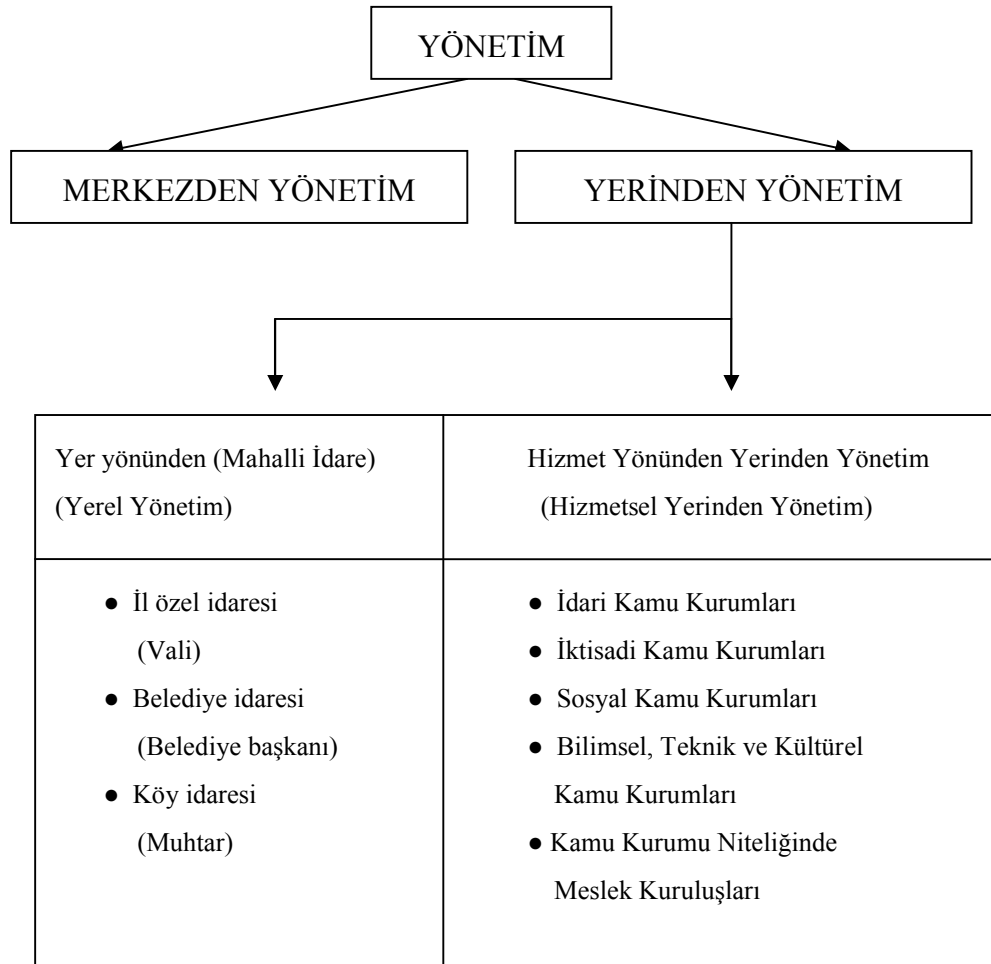 YÖNETİM
MERKEZDEN YÖNETİM
YERİNDEN YÖNETİM
Yer yönünden (Mahalli İdare)
(Yerel Yönetim)
Hizmet Yönünden Yerinden Yönetim
(Hizmetsel Yerinden Yönetim)
● İl özel idaresi
(Vali)
● Belediye idaresi
(Belediye başkanı)
● Köy idaresi
(Muhtar)
● İdari Kamu Kurumları
● İktisadi Kamu Kurumları
● Sosyal Kamu Kurumları
● Bilimsel, Teknik ve Kültürel
Kamu Kurumları
● Kamu Kurumu Niteliğinde
Meslek Kuruluşları